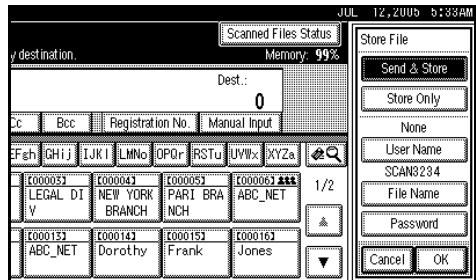 JUL 12,2005 5:33AM
Scanned Files Status
Store File
y destination.
Memory: 99%
Send & Store
Dest.:
0
Store Only
None
Cc Bcc Registration No. Manual Input
User Name
EFgh GHij IJKl LMNo OPQr RSTu UVWx XYZa
SCAN3234
File Name
[00003] [00004] [00005] [00006]
LEGAL DI NEW YORK PARI BRA ABC_NET
V BRANCH NCH
1/2
Password
[00013] [00014] [00015] [00016]
ABC_NET Dorothy Frank Jones
Cancel OK